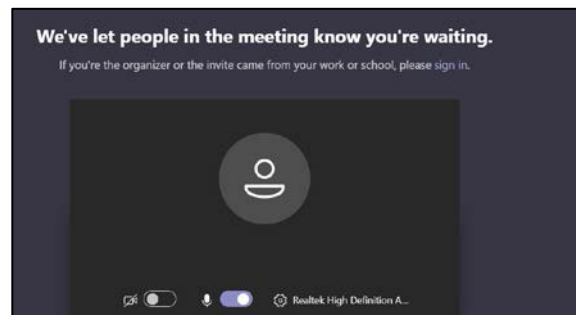 We've let people in the meeting know you're waiting.
If you're the organizer or the invite came from your work or school, please sign in.
Realtek High Definition A...